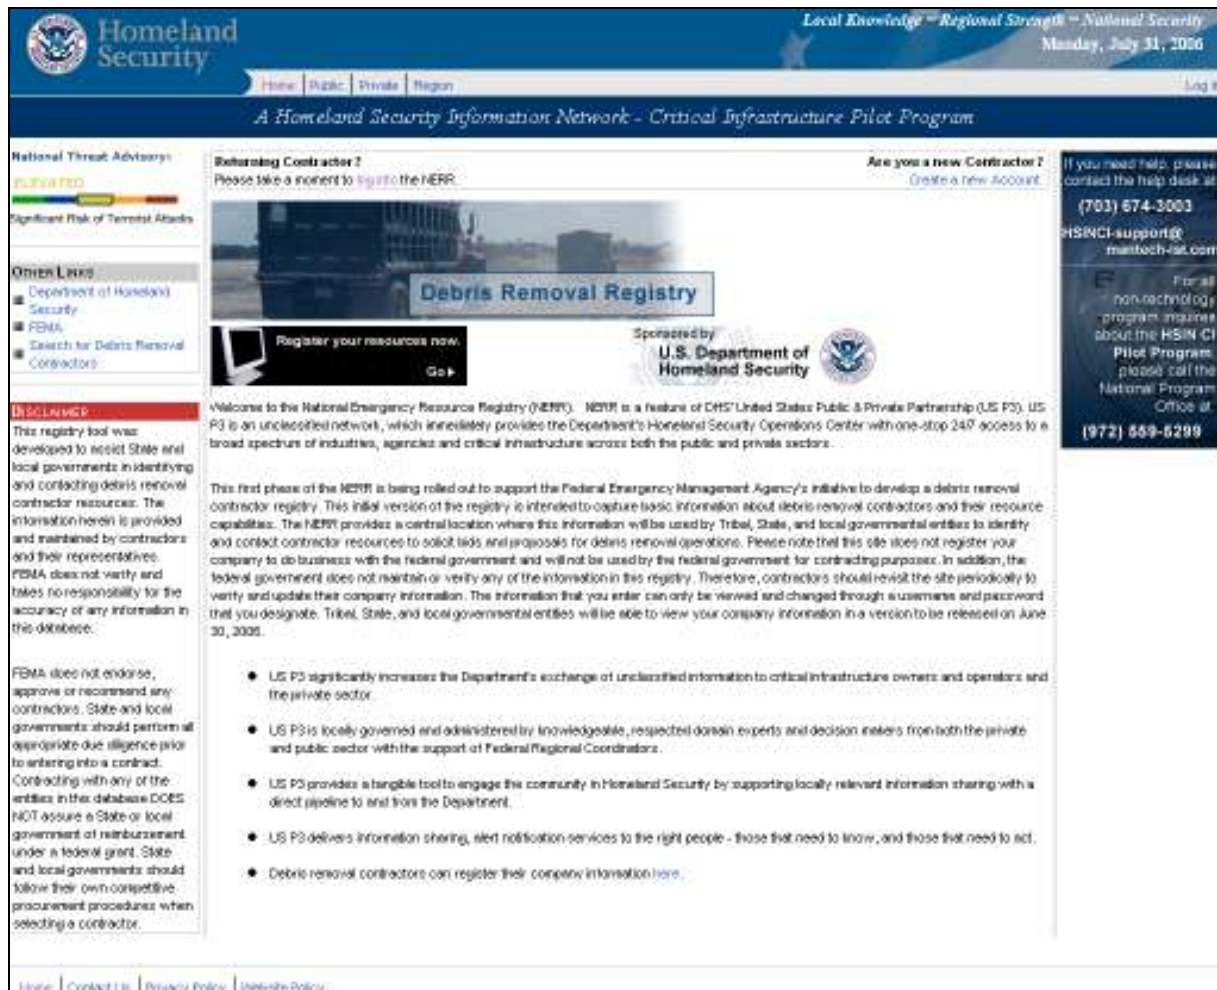 Homeland
Security
Local Knowledge ~ Regional Strength ~ National Security
Monday, July 31, 2006
Home | Public | Private | Region
Log
A Homeland Security Information Network - Critical Infrastructure Pilot Program
National Threat Advisory:
ELEVATED
Significant Risk of Terrorist Attacks
OTHER LINKS
Department of Homeland
Security
FEMA
Search for Debris Removal
Contractors
DISCLAIMER
This registry tool was
developed to assist State and
local governments in identifying
and contacting debris removal
contractor resources. The
information herein is provided
and maintained by contractors
and their representatives.
FEMA does not verify and
takes no responsibility for the
accuracy of any information in
this database.
FEMA does not endorse,
approve or recommend any
contractors. State and local
governments should perform all
appropriate due diligence prior
to entering into a contract.
Contracting with any of the
entities in this database DOES
NOT assure a State or local
government of reimbursement
under a federal grant. State
and local governments should
follow their own competitive
procurement procedures when
selecting a contractor.
Returning Contractor?
Please take a moment to log into the NERR.
Are you a new Contractor?
Create a new Account.
Debris Removal Registry
Register your resources now.
Go
Sponsored by
U.S. Department of
Homeland Security
Welcome to the National Emergency Resource Registry (NERR). NERR is a feature of DHS' United States Public & Private Partnership (US P3). US
P3 is an unclassified network, which immediately provides the Department's Homeland Security Operations Center with one-stop 24/7 access to a
broad spectrum of industries, agencies and critical infrastructure across both the public and private sectors.
This first phase of the NERR is being rolled out to support the Federal Emergency Management Agency's initiative to develop a debris removal
contractor registry. This initial version of the registry is intended to capture basic information about debris removal contractors and their resource
capabilities. The NERR provides a central location where this information will be used by Tribal, State, and local governmental entities to identify
and contact contractor resources to solicit bids and proposals for debris removal operations. Please note that this site does not register your
company to do business with the federal government and will not be used by the federal government for contracting purposes. In addition, the
federal government does not maintain or verify any of the information in this registry. Therefore, contractors should revisit the site periodically to
verify and update their company information. The information that you enter can only be viewed and changed through a username and password
that you designate. Tribal, State, and local governmental entities will be able to view your company information in a version to be released on June
30, 2006.
US P3 significantly increases the Department's exchange of unclassified information to critical infrastructure owners and operators and
the private sector.
US P3 is locally governed and administered by knowledgeable, respected domain experts and decision makers from both the private
and public sector with the support of Federal Regional Coordinators.
US P3 provides a tangible tool to engage the community in Homeland Security by supporting locally relevant information sharing with a
direct pipeline to and from the Department.
US P3 delivers information sharing, alert notification services to the right people - those that need to know, and those that need to act.
Debris removal contractors can register their company information here.
If you need help, please
contact the help desk at
(703) 674-3003
HSINCI-support@
mantech-ist.com
For all
non-technology
program inquires
about the HSIN CI
Pilot Program
please call the
National Program
Office at
(972) 559-5299
Home | Contact Us | Privacy Policy | Website Policy